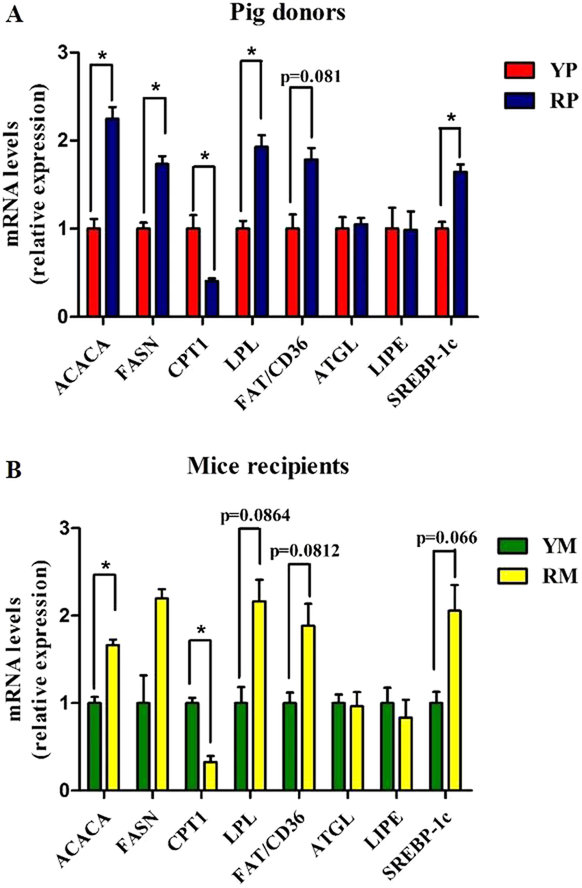 A
Pig donors
mRNA levels
(relative expression)
3
2
1
0
*
*
*
*
p=0.081
*
YP
RP
ACACA
FASN
CPT1
LPL
FAT/CD36
ATGL
LIPE
SREBP-1c
B
Mice recipients
mRNA levels
(relative expression)
3
2
1
0
*
*
p=0.0864
p=0.0812
p=0.066
YM
RM
ACACA
FASN
CPT1
LPL
FAT/CD36
ATGL
LIPE
SREBP-1c